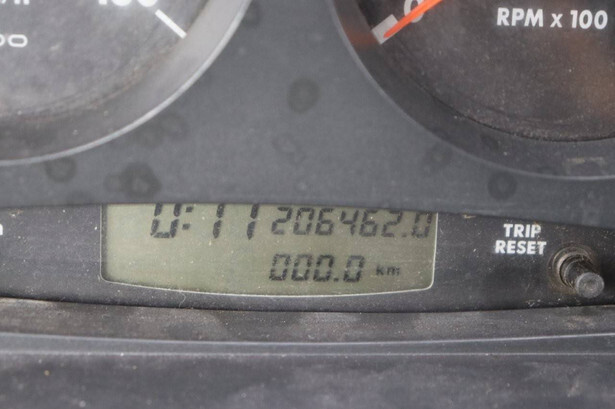 RPM x 100
0:11 206462.0
TRIP
RESET
000.0 km